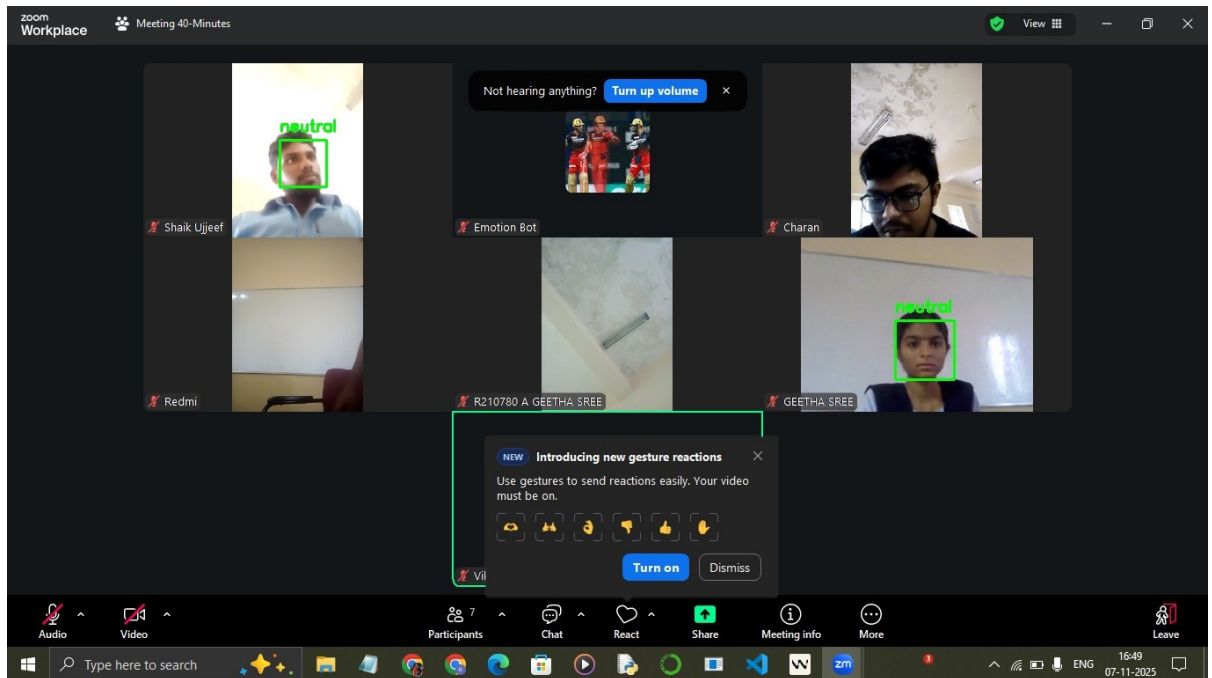 zoom
Workplace
Meeting 40-Minutes
View
Not hearing anything? Turn up volume
neutral
Shaik Ujjeef
Emotion Bot
Charan
neutral
Redmi
R210780 A GEETHA SREE
GEETHA SREE
NEW Introducing new gesture reactions
Use gestures to send reactions easily. Your video
must be on.
Turn on
Dismiss
Audio
Video
7
Participants
Chat
React
Share
Meeting info
More
Leave
Type here to search
zm
3
ENG
16:49
07-11-2025